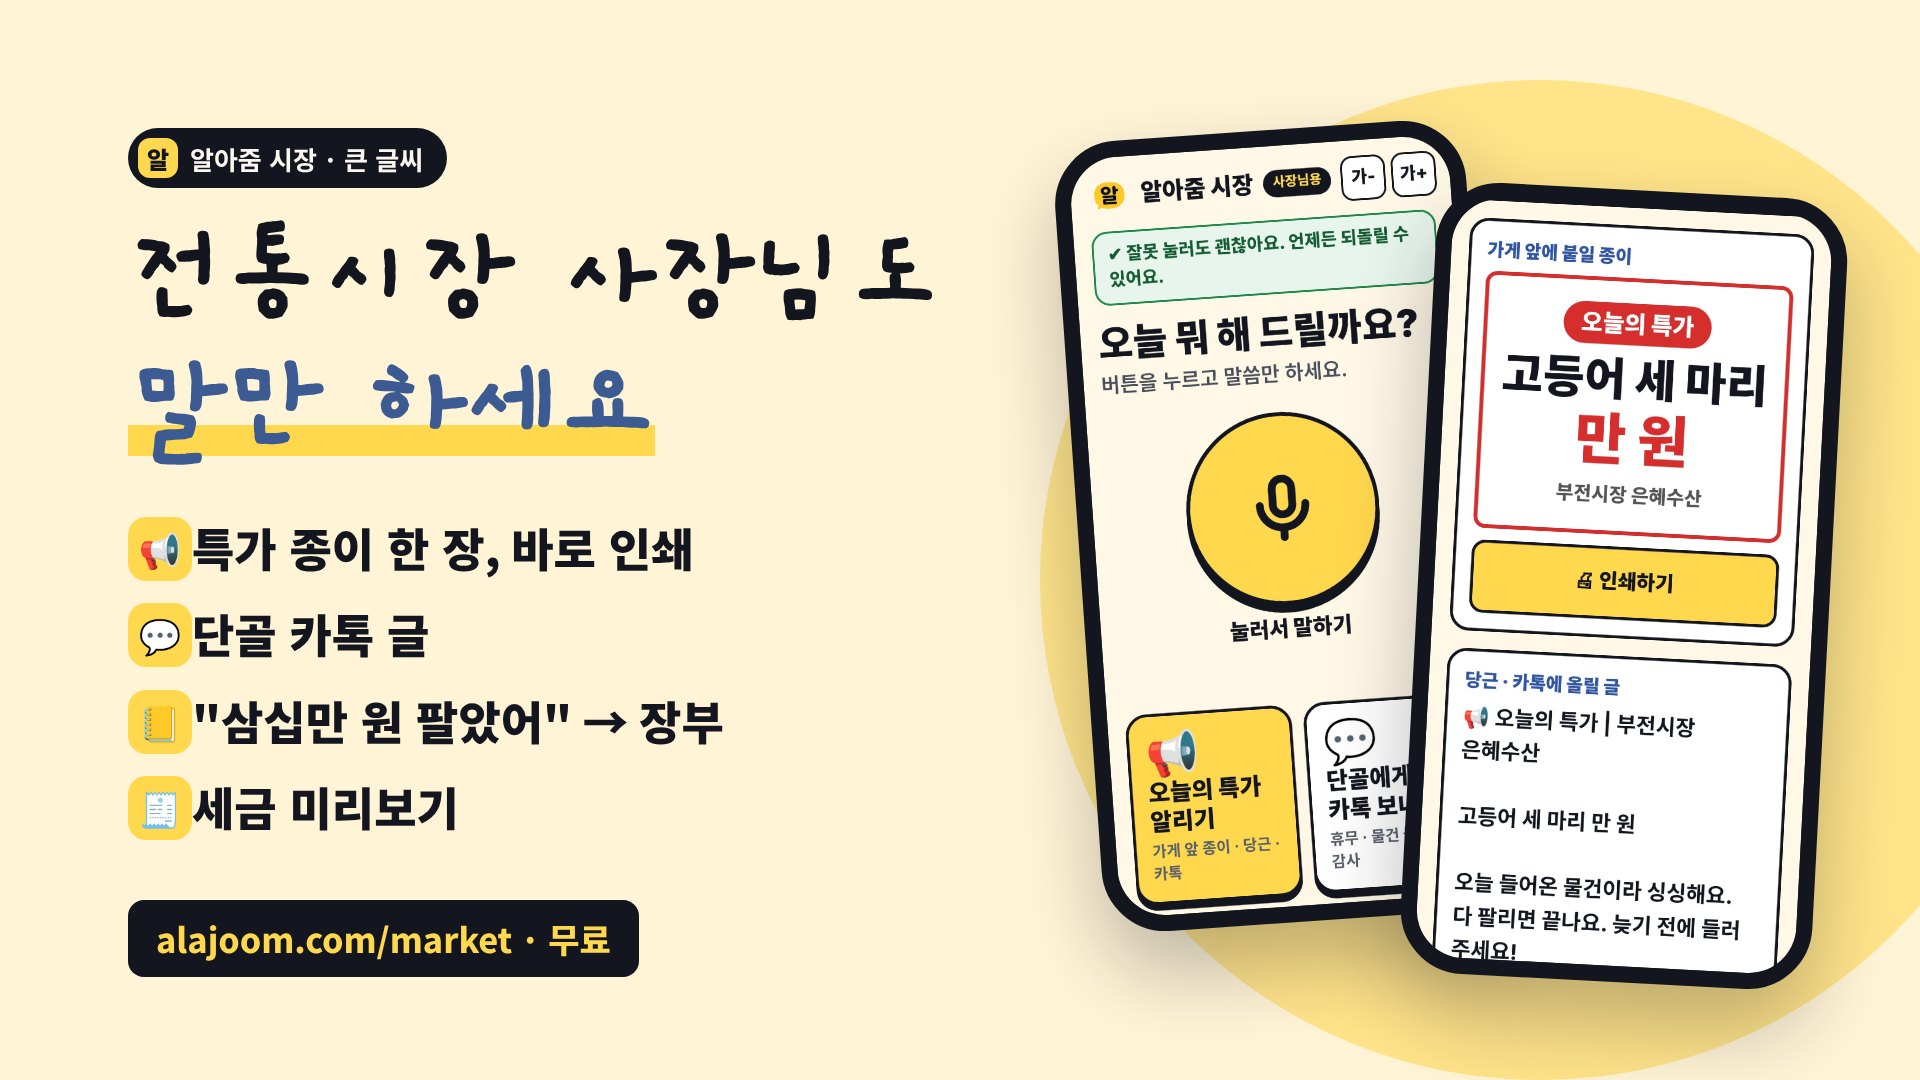 알 알아줌 시장 · 큰 글씨
전통시장 사장님도
말만 하세요
특가 종이 한 장, 바로 인쇄
단골 카톡 글
"삼십만 원 팔았어" → 장부
세금 미리보기
alajoom.com/market · 무료
알 알아줌 시장 사장님용 가- 가+
✔ 잘못 눌러도 괜찮아요. 언제든 되돌릴 수
있어요.
오늘 뭐 해 드릴까요?
버튼을 누르고 말씀만 하세요.
눌러서 말하기
오늘의 특가
알리기
가게 앞 종이 · 당근 ·
카톡
단골에게
카톡
휴무 · 물건
감사
가게 앞에 붙일 종이
오늘의 특가
고등어 세 마리
만 원
부전시장 은혜수산
인쇄하기
당근 · 카톡에 올릴 글
오늘의 특가 | 부전시장
은혜수산
고등어 세 마리 만 원
오늘 들어온 물건이라 싱싱해요.
다 팔리면 끝나요. 늦기 전에 들러
주세요!